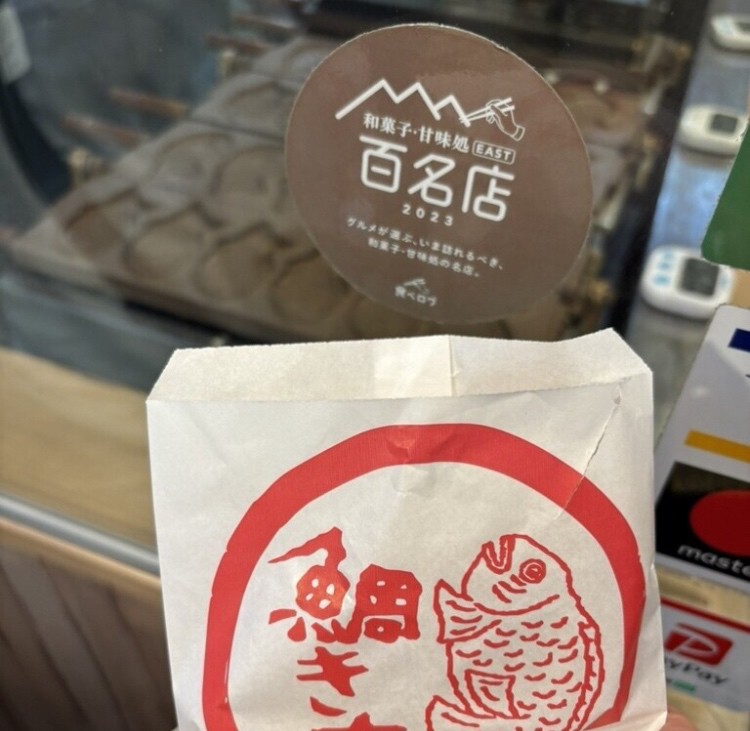 和菓子・甘味処 EAST
百名店
2023
グルメが選ぶ、いま訪れるべき、
和菓子・甘味処の名店。
食べログ
鯛
き
maste
yPay